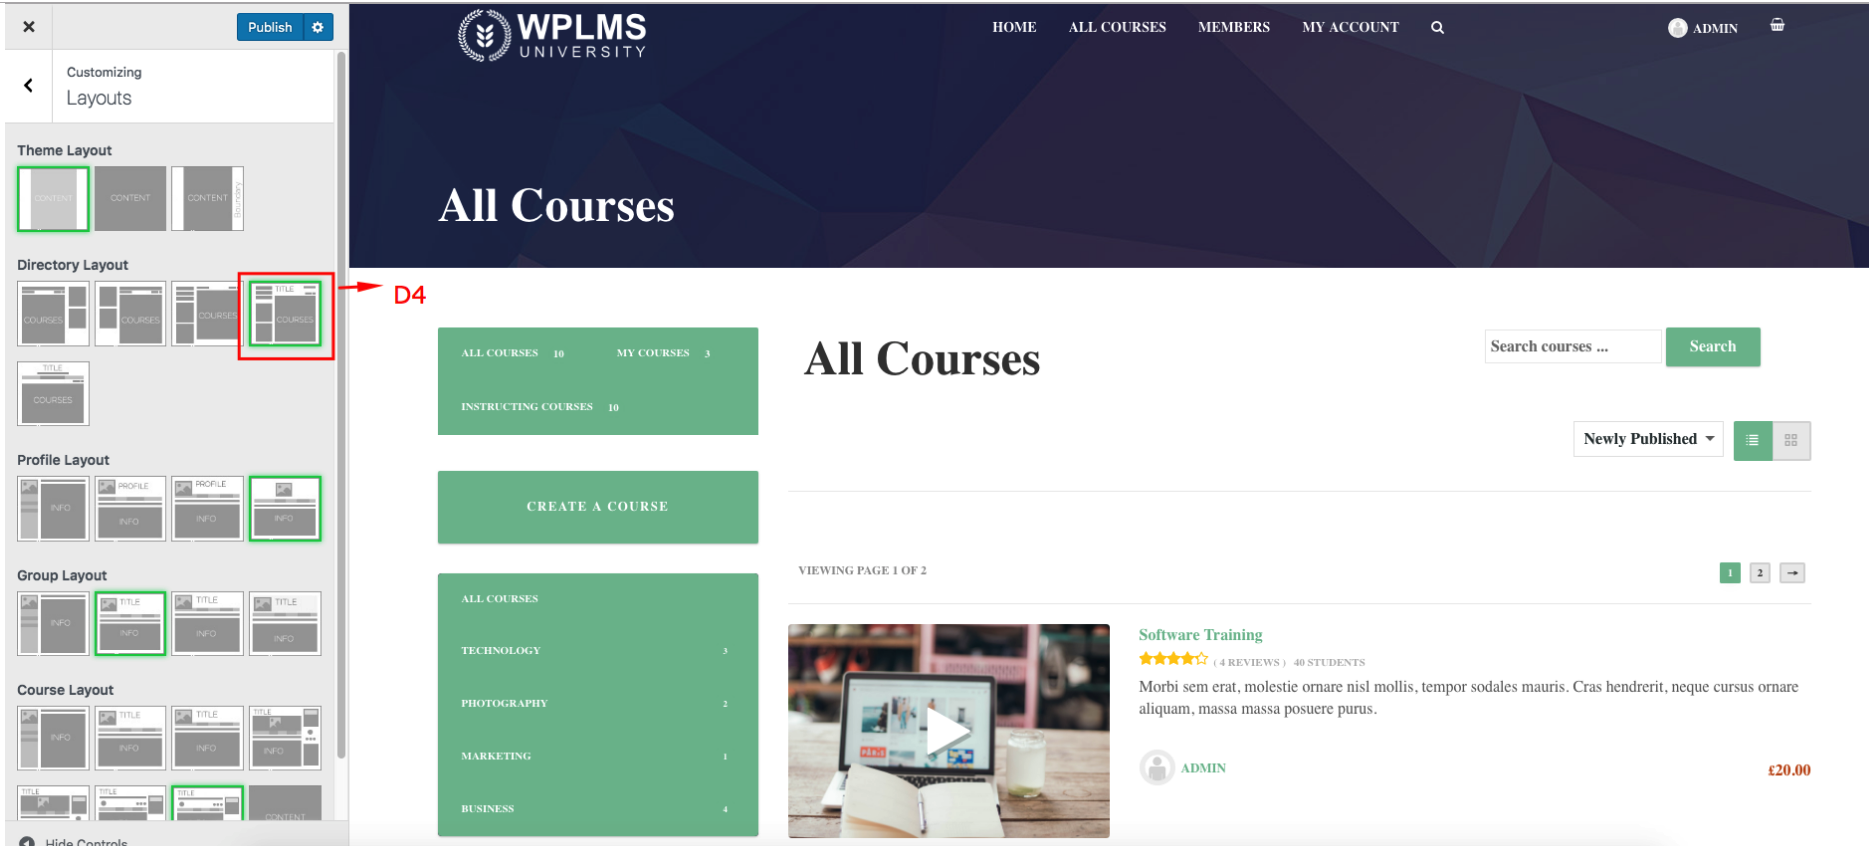 Publish
Customizing
Layouts
Theme Layout
CONTENT
CONTENT
CONTENT
Boundary
Directory Layout
COURSES
COURSES
COURSES
TITLE
COURSES
D4
TITLE
COURSES
Profile Layout
INFO
PROFILE
INFO
PROFILE
INFO
INFO
Group Layout
INFO
TITLE
INFO
TITLE
INFO
TITLE
INFO
Course Layout
INFO
TITLE
INFO
TITLE
INFO
TITLE
INFO
TITLE
TITLE
TITLE
CONTENT
Hide Controls
WPLMS
UNIVERSITY
HOME ALL COURSES MEMBERS MY ACCOUNT
ADMIN
All Courses
ALL COURSES 10 MY COURSES 3
INSTRUCTING COURSES 10
CREATE A COURSE
ALL COURSES
TECHNOLOGY 3
PHOTOGRAPHY 2
MARKETING 1
BUSINESS 4
All Courses
Search courses ...
Search
Newly Published
VIEWING PAGE 1 OF 2
1 2 →
Software Training
( 4 REVIEWS ) 40 STUDENTS
Morbi sem erat, molestie ornare nisl mollis, tempor sodales mauris. Cras hendrerit, neque cursus ornare
aliquam, massa massa posuere purus.
ADMIN
£20.00